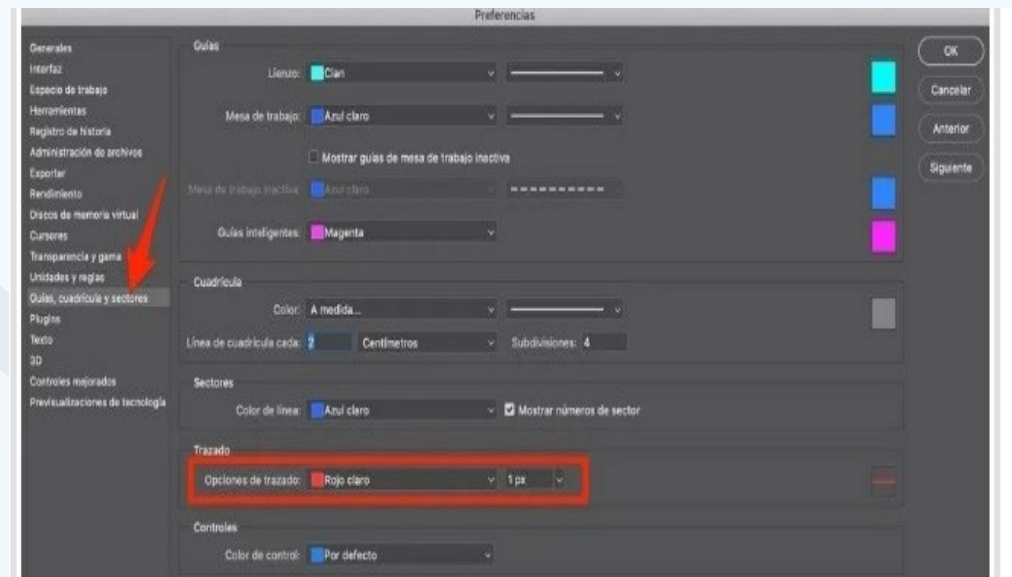 Preferencias
Generales
Interfaz
Espacio de trabajo
Herramientas
Registro de historia
Administración de archivos
Exportar
Rendimiento
Discos de memoria virtual
Cursores
Transparencia y gama
Unidades y reglas
Guías, cuadrícula y sectores
Plugins
Texto
3D
Controles mejorados
Previsualizaciones de tecnología
Guías
Lienzo: Cian
Mesa de trabajo: Azul claro
Mostrar guías de mesa de trabajo inactiva
Mesa de trabajo inactiva: Azul claro
Guías inteligentes: Magenta
Cuadrícula
Color: A medida...
Línea de cuadrícula cada: 2 Centímetros Subdivisiones: 4
Sectores
Color de línea: Azul claro Mostrar números de sector
Trazado
Opciones de trazado: Rojo claro 1 px
Controles
Color de control: Por defecto
OK
Cancelar
Anterior
Siguiente